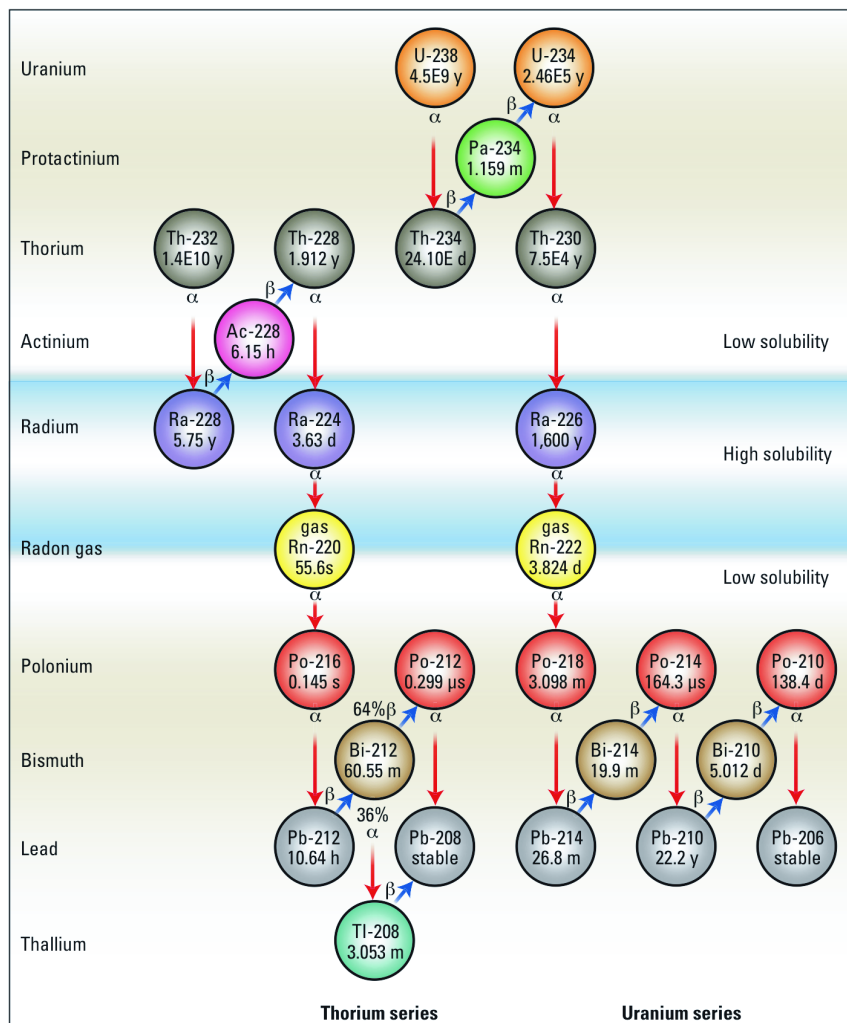 Uranium
U-238
4.5E9 y
α
U-234
2.46E5 y
α
β
Protactinium
Pa-234
1.159 m
β
Thorium
Th-232
1.4E10 y
α
Th-228
1.912 y
α
Th-234
24.10E d
Th-230
7.5E4 y
α
β
Actinium
Ac-228
6.15 h
Low solubility
β
Radium
Ra-228
5.75 y
Ra-224
3.63 d
α
Ra-226
1,600 y
α
High solubility
Radon gas
gas
Rn-220
55.6s
α
gas
Rn-222
3.824 d
α
Low solubility
Polonium
Po-216
0.145 s
α
Po-212
0.299 µs
α
Po-218
3.098 m
α
Po-214
164.3 µs
α
Po-210
138.4 d
α
64%β
β
β
Bismuth
Bi-212
60.55 m
Bi-214
19.9 m
Bi-210
5.012 d
β
β
β
36%
α
Lead
Pb-212
10.64 h
Pb-208
stable
Pb-214
26.8 m
Pb-210
22.2 y
Pb-206
stable
β
Thallium
Tl-208
3.053 m
Thorium series
Uranium series